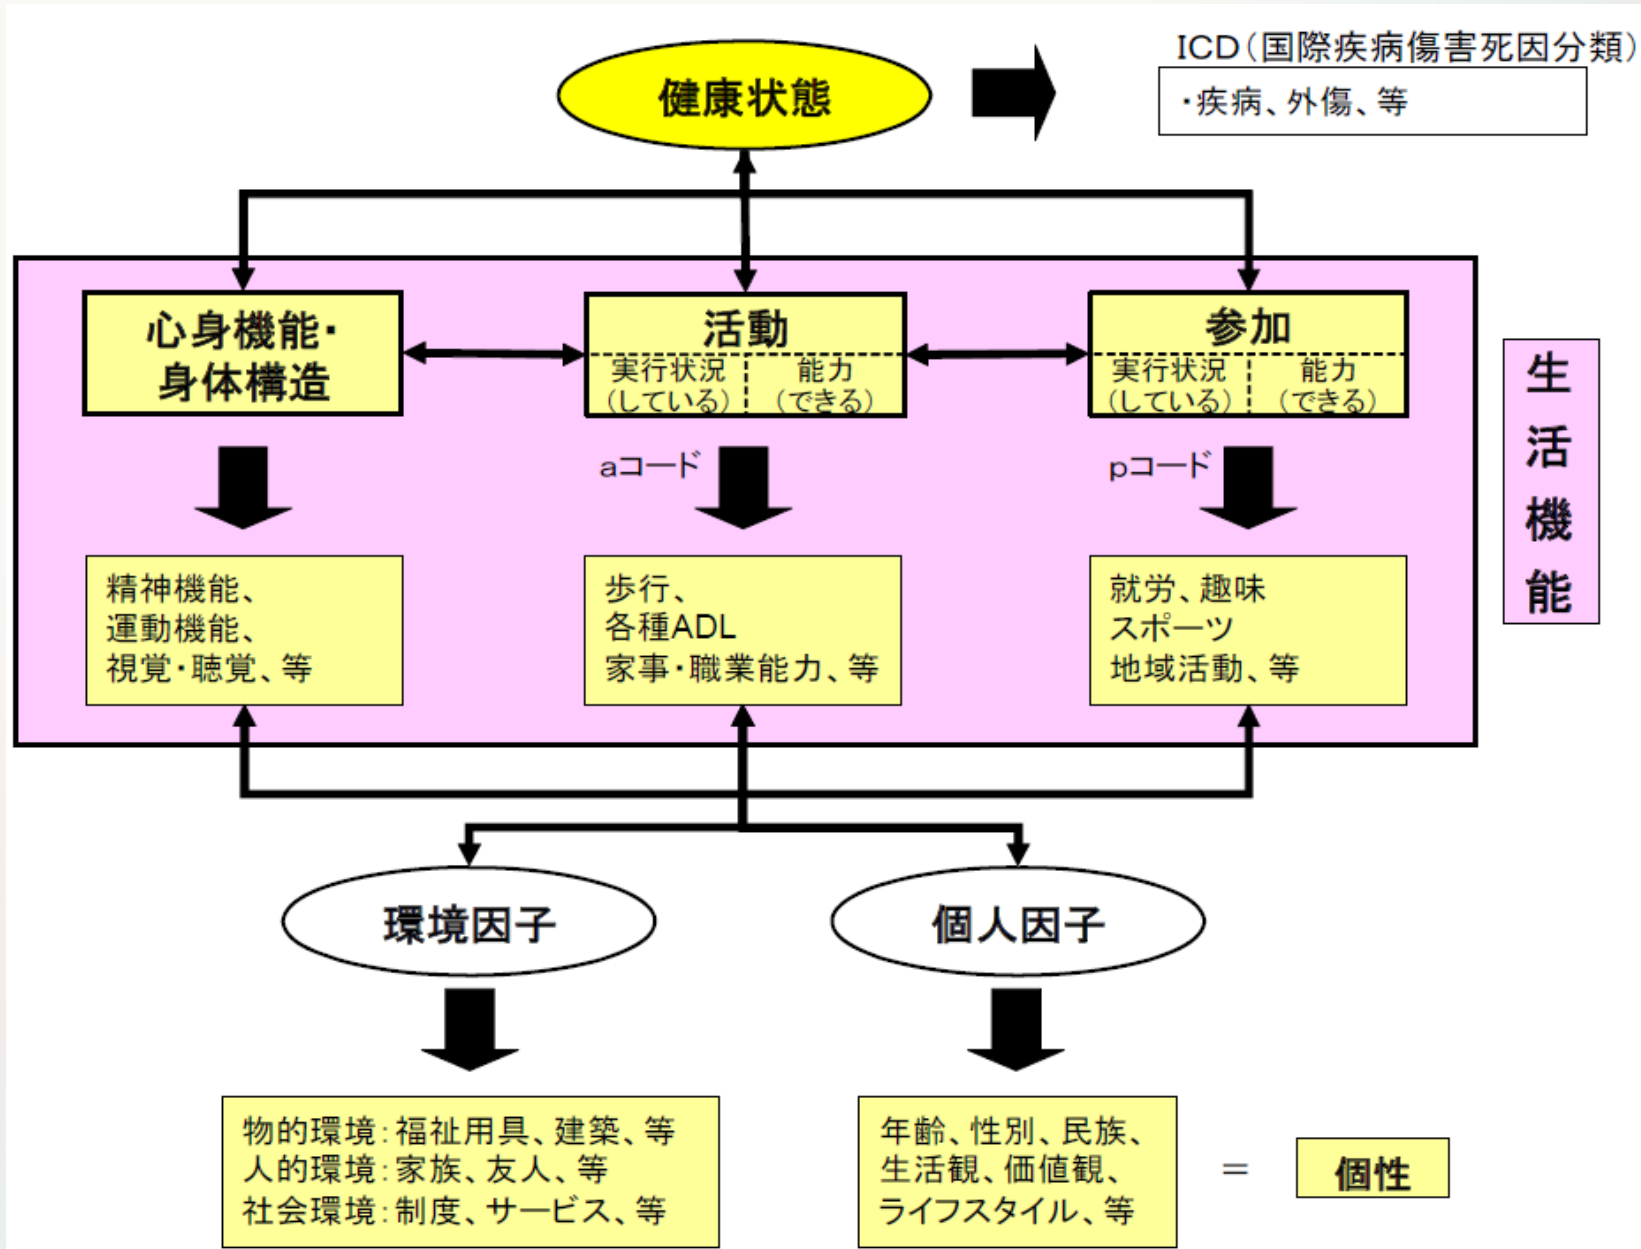 健康状態
ICD(国際疾病傷害死因分類)
・疾病、外傷、等
心身機能・
身体構造
活動
実行状況
(している)
能力
(できる)
参加
実行状況
(している)
能力
(できる)
生活機能
aコード
pコード
精神機能、
運動機能、
視覚・聴覚、等
歩行、
各種ADL
家事・職業能力、等
就労、趣味
スポーツ
地域活動、等
環境因子
個人因子
物的環境:福祉用具、建築、等
人的環境:家族、友人、等
社会環境:制度、サービス、等
年齢、性別、民族、
生活観、価値観、
ライフスタイル、等
=
個性